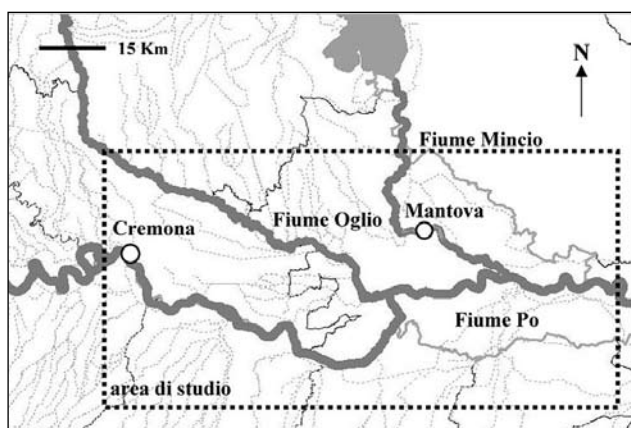 15 Km
N
Fiume Mincio
Fiume Oglio
Mantova
Cremona
Fiume Po
area di studio